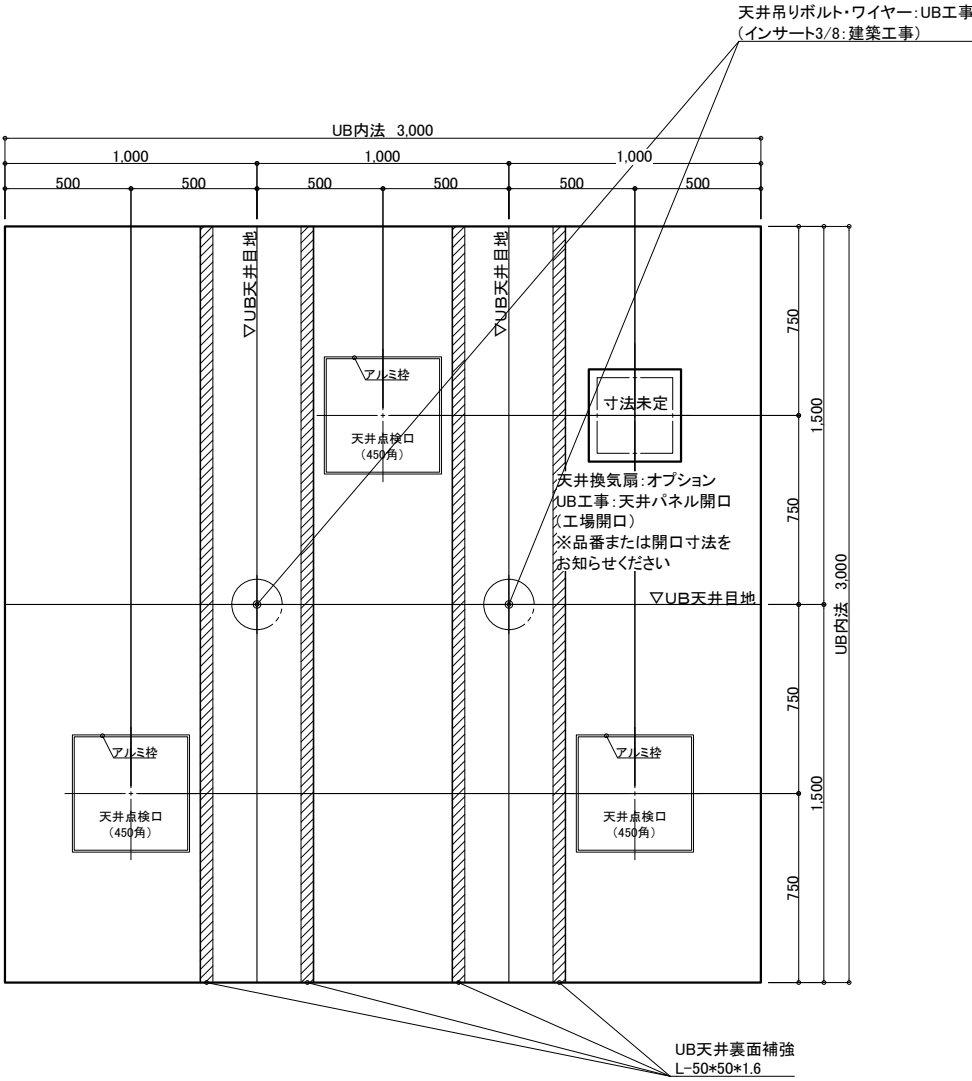 天井吊りボルト・ワイヤー:UB工事
(インサート3/8:建築工事)
UB内法 3,000
1,000
1,000
1,000
500
500
500
500
500
500
▽UB天井目地
▽UB天井目地
アルミ枠
天井点検口
(450角)
寸法未定
天井換気扇:オプション
UB工事:天井パネル開口
(工場開口)
※品番または開口寸法を
お知らせください
▽UB天井目地
750
750
750
750
1,500
1,500
UB内法 3,000
アルミ枠
天井点検口
(450角)
アルミ枠
天井点検口
(450角)
UB天井裏面補強
L-50*50*1.6